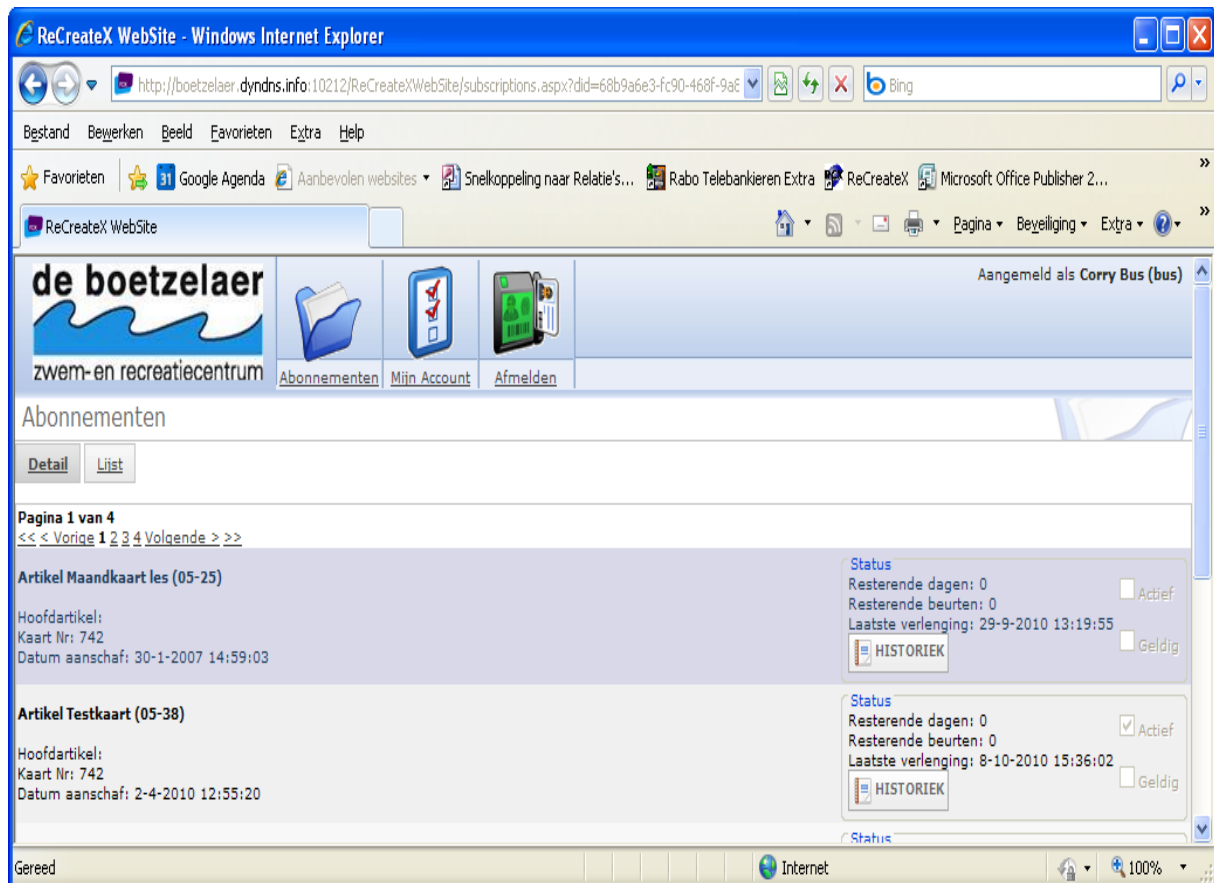 ReCreateX WebSite - Windows Internet Explorer
http://boetzelaer.dyndns.info:10212/ReCreateXWebSite/subscriptions.aspx?did=68b9a6e3-fc90-468f-9a8 Bing
Bestand Bewerken Beeld Favorieten Extra Help
Favorieten 31 Google Agenda Aanbevolen websites Snelkoppeling naar Relatie's... Rabo Telebankieren Extra ReCreateX Microsoft Office Publisher 2... »
ReCreateX WebSite Pagina Beveiliging Extra »
de boetzelaer
zwem- en recreatiecentrum
Abonnementen Mijn Account Afmelden
Aangemeld als Corry Bus (bus)
Abonnementen
Detail Lijst
Pagina 1 van 4
<< < Vorige 1 2 3 4 Volgende > >>
Artikel Maandkaart les (05-25)
Hoofdartikel:
Kaart Nr: 742
Datum aanschaf: 30-1-2007 14:59:03
Status
Resterende dagen: 0
Resterende beurten: 0
Laatste verlenging: 29-9-2010 13:19:55
HISTORIEK
Actief
Geldig
Artikel Testkaart (05-38)
Hoofdartikel:
Kaart Nr: 742
Datum aanschaf: 2-4-2010 12:55:20
Status
Resterende dagen: 0
Resterende beurten: 0
Laatste verlenging: 8-10-2010 15:36:02
HISTORIEK
Actief
Geldig
Status
Gereed Internet 100%